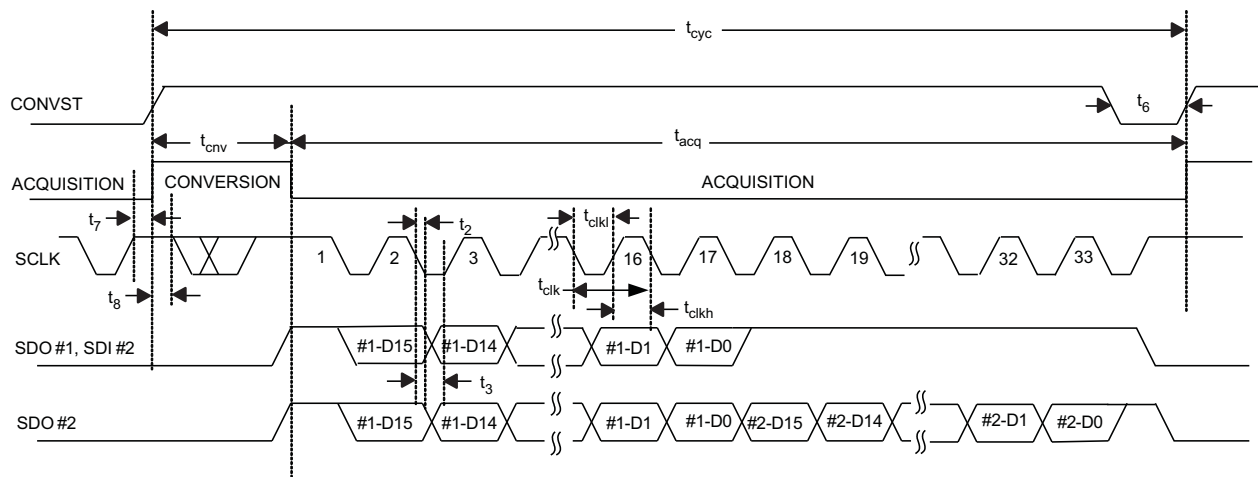 tcyc
CONVST
t6
tcnv
tacq
ACQUISITION
CONVERSION
ACQUISITION
t7
t2
tclkl
SCLK
1
2
3
16
17
18
19
32
33
t8
tclk
tclkh
SDO #1, SDI #2
#1-D15
#1-D14
#1-D1
#1-D0
t3
SDO #2
#1-D15
#1-D14
#1-D1
#1-D0
#2-D15
#2-D14
#2-D1
#2-D0